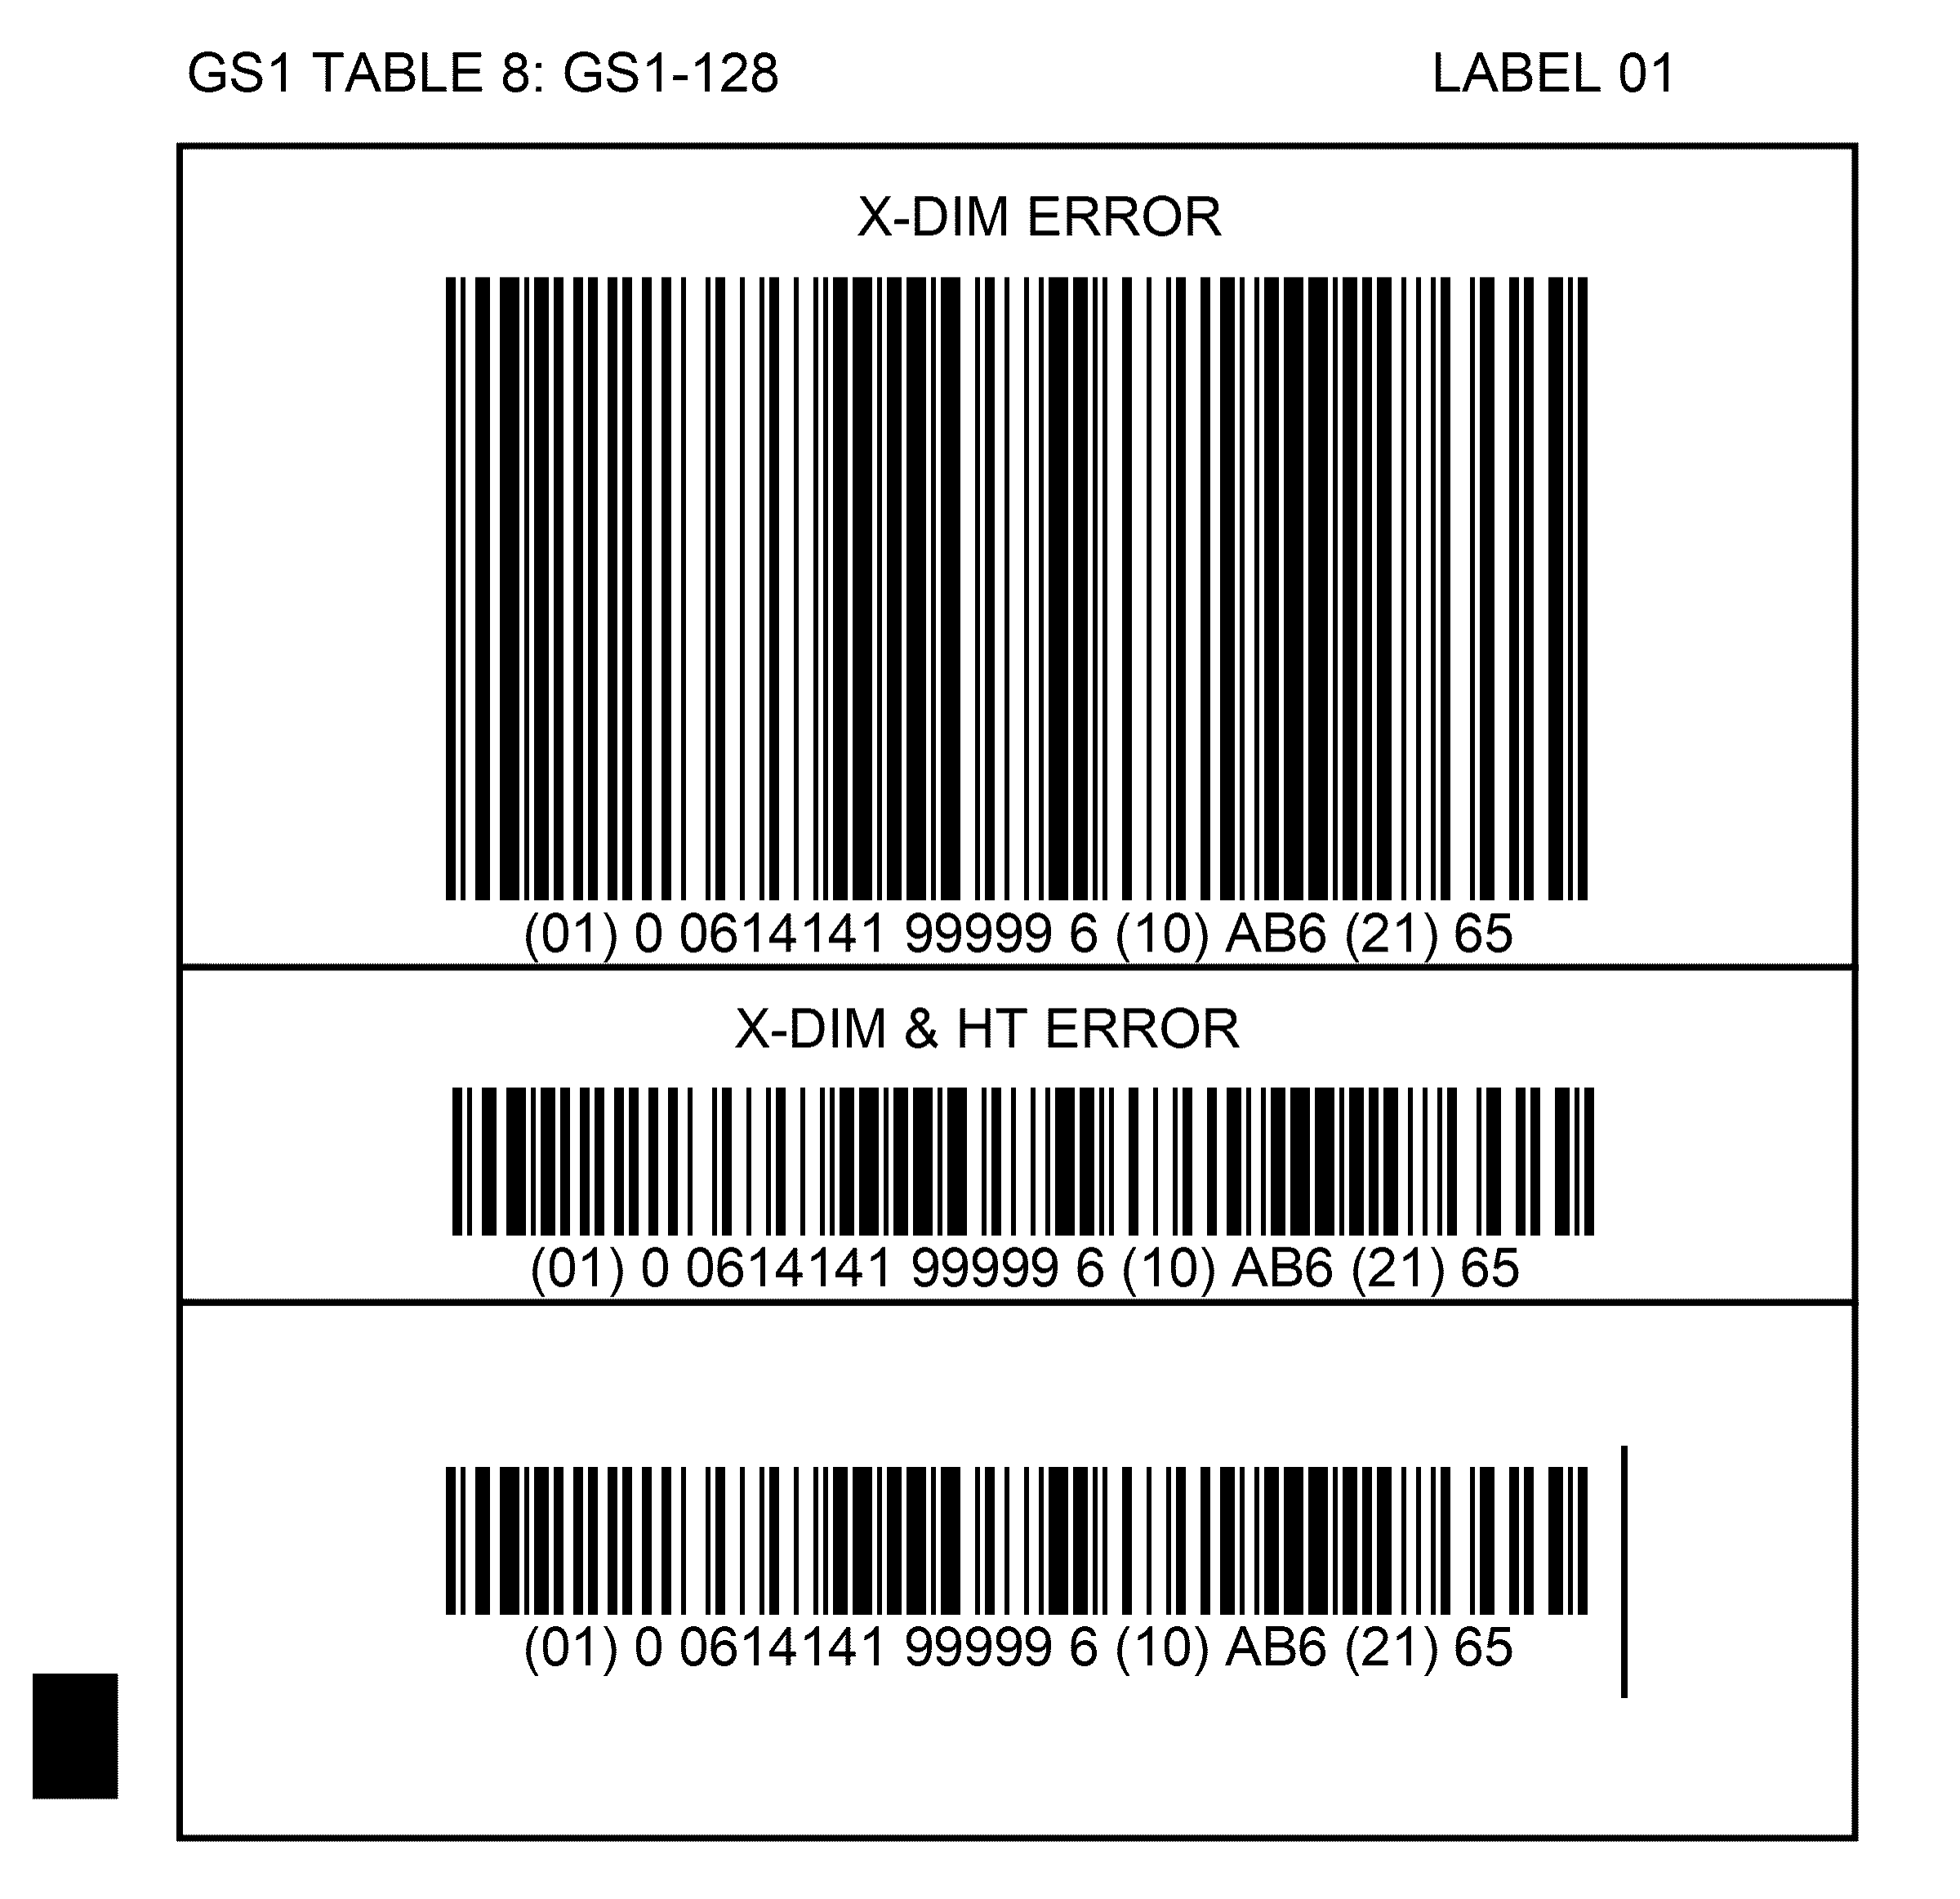 GS1 TABLE 8: GS1-128 LABEL 01
X-DIM ERROR
(01) 0 0614141 99999 6 (10) AB6 (21) 65
X-DIM & HT ERROR
(01) 0 0614141 99999 6 (10) AB6 (21) 65
(01) 0 0614141 99999 6 (10) AB6 (21) 65